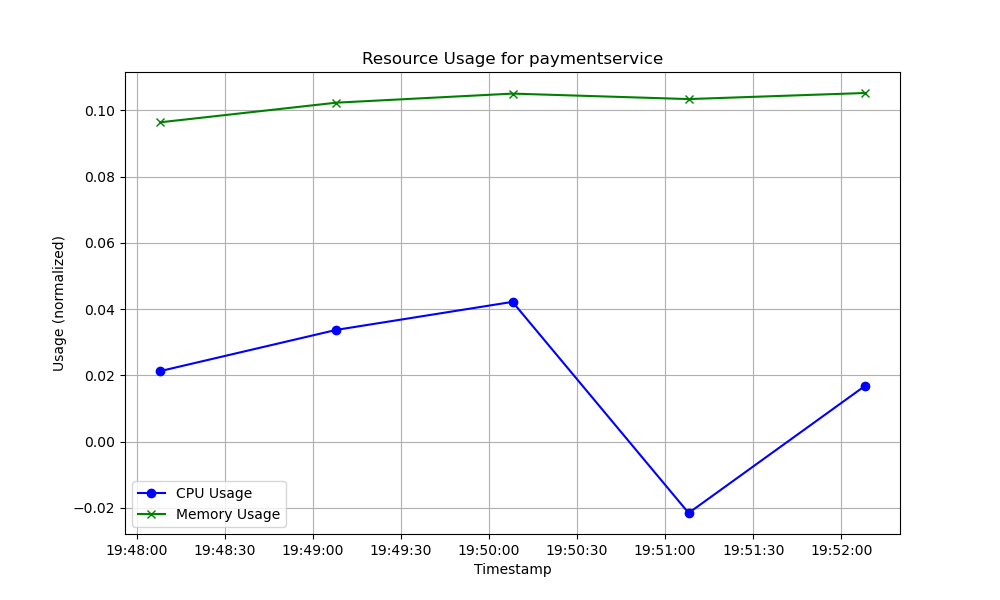 Resource Usage for paymentservice
Usage (normalized)
0.10
0.08
0.06
0.04
0.02
0.00
−0.02
CPU Usage
Memory Usage
19:48:00 19:48:30 19:49:00 19:49:30 19:50:00 19:50:30 19:51:00 19:51:30 19:52:00
Timestamp